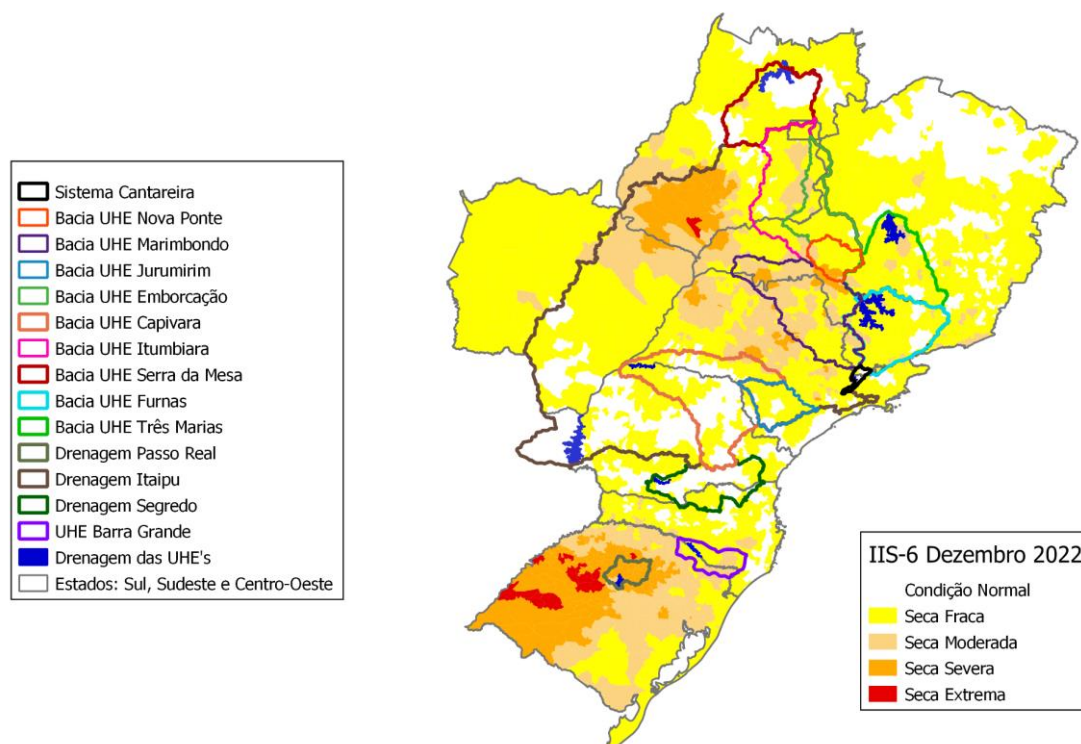 Sistema Cantareira
Bacia UHE Nova Ponte
Bacia UHE Marimbondo
Bacia UHE Jurumirim
Bacia UHE Emborcação
Bacia UHE Capivara
Bacia UHE Itumbiara
Bacia UHE Serra da Mesa
Bacia UHE Furnas
Bacia UHE Três Marias
Drenagem Passo Real
Drenagem Itaipu
Drenagem Segredo
UHE Barra Grande
Drenagem das UHE's
Estados: Sul, Sudeste e Centro-Oeste
IIS-6 Dezembro 2022
Condição Normal
Seca Fraca
Seca Moderada
Seca Severa
Seca Extrema